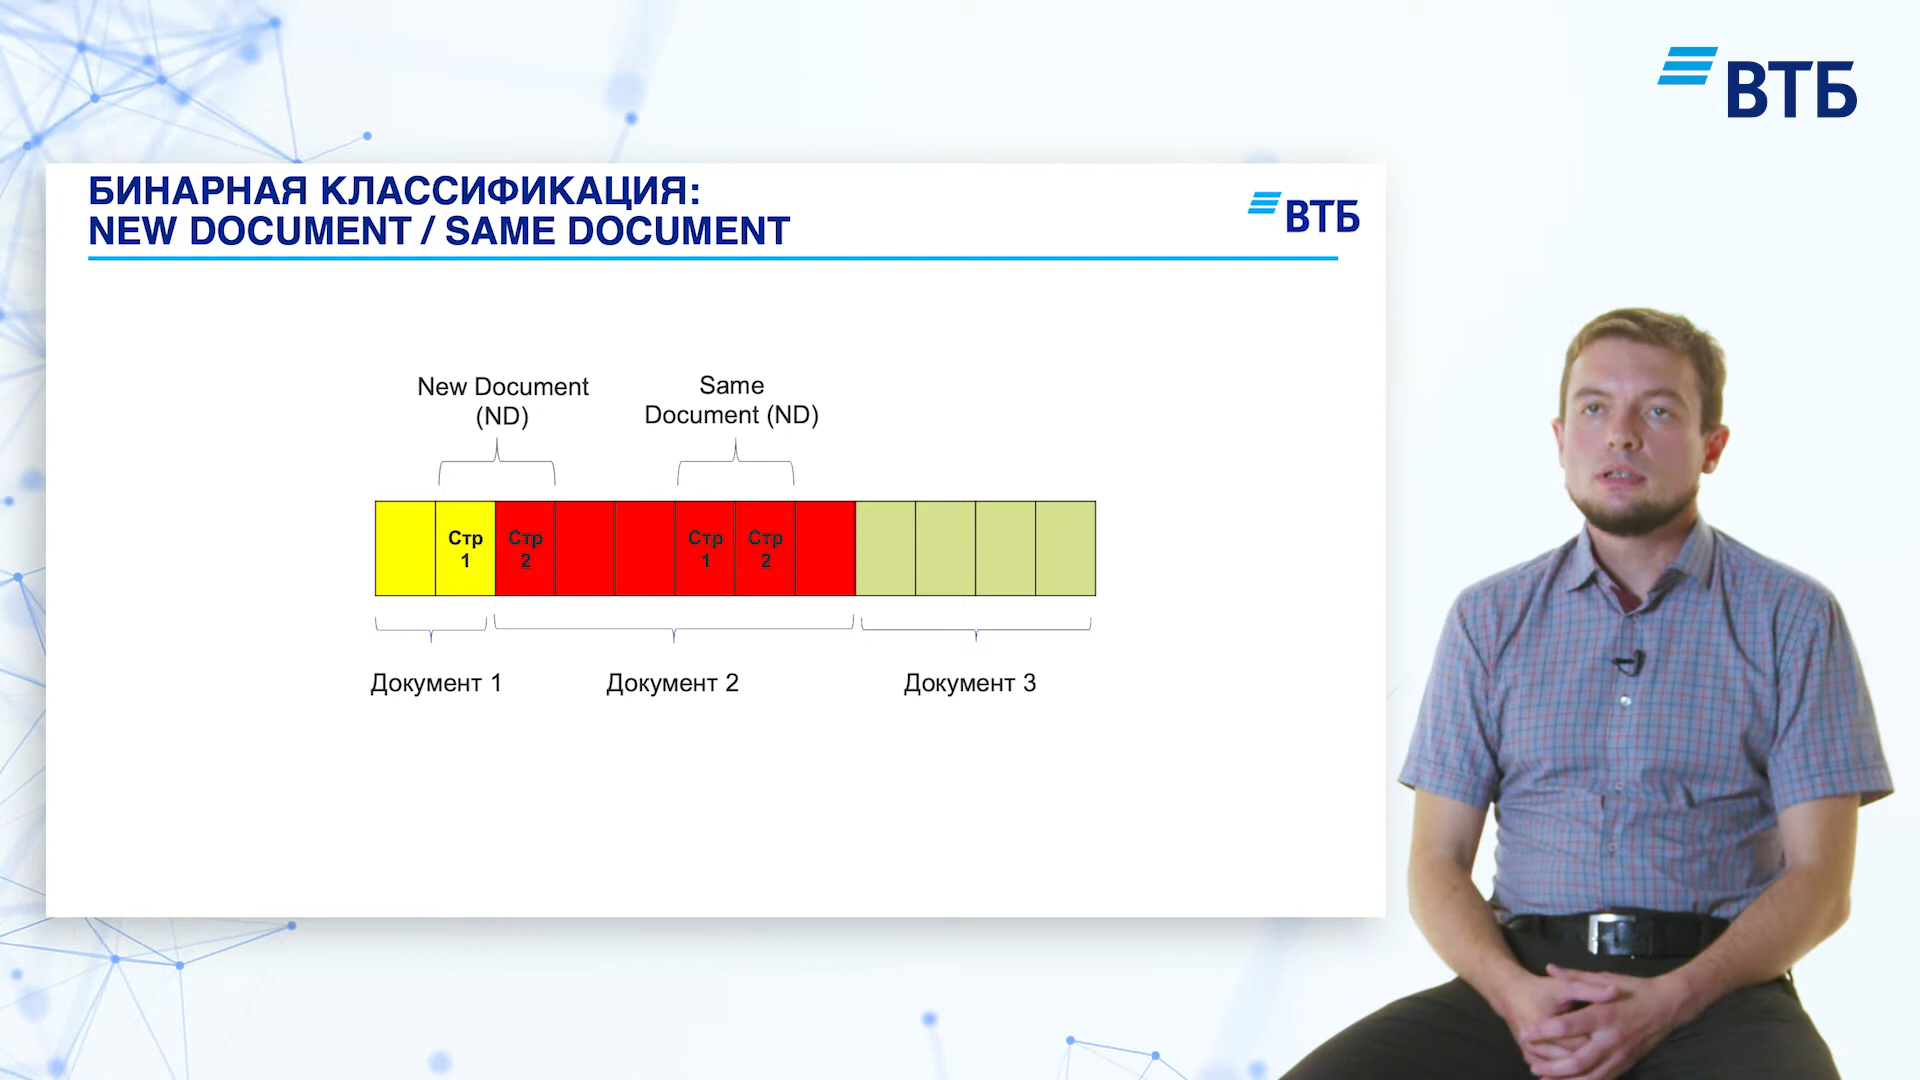 ВТБ
БИНАРНАЯ КЛАССИФИКАЦИЯ:
NEW DOCUMENT / SAME DOCUMENT
ВТБ
New Document
(ND)
Same
Document (ND)
Стр
1
Стр
2
Стр
1
Стр
2
Документ 1
Документ 2
Документ 3